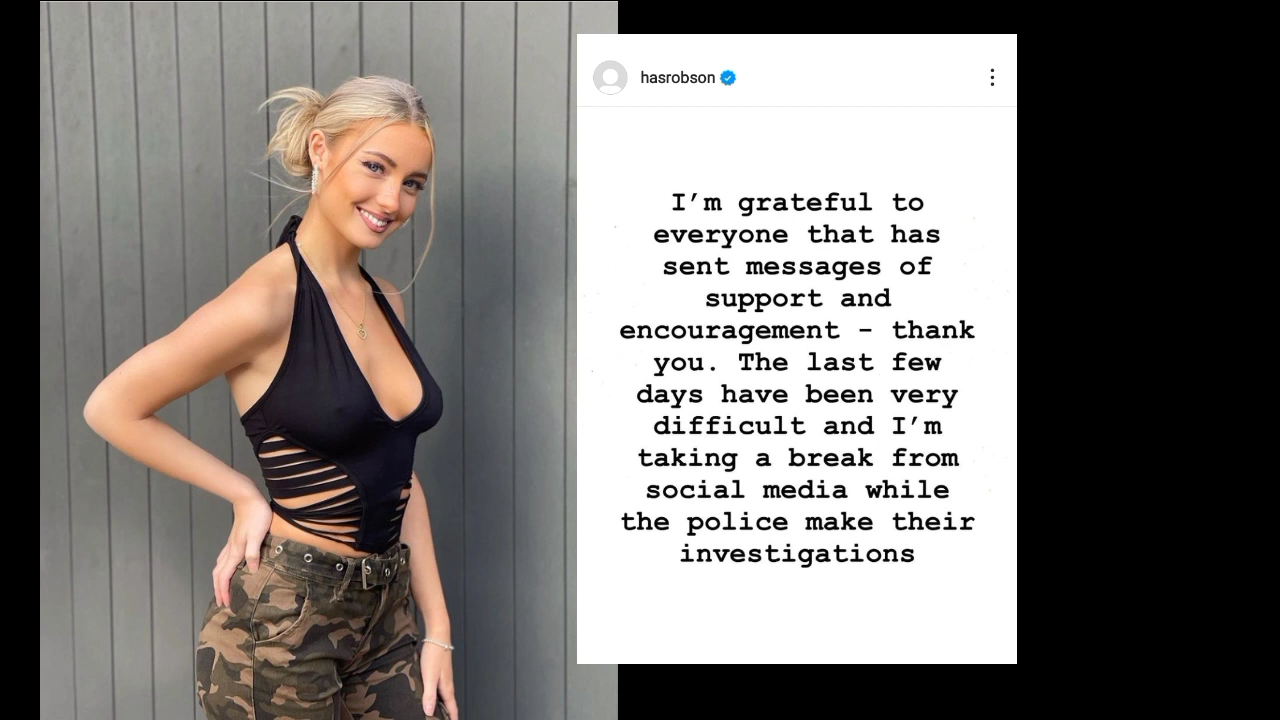 hasrobson
I’m grateful to
everyone that has
sent messages of
support and
encouragement – thank
you. The last few
days have been very
difficult and I’m
taking a break from
social media while
the police make their
investigations